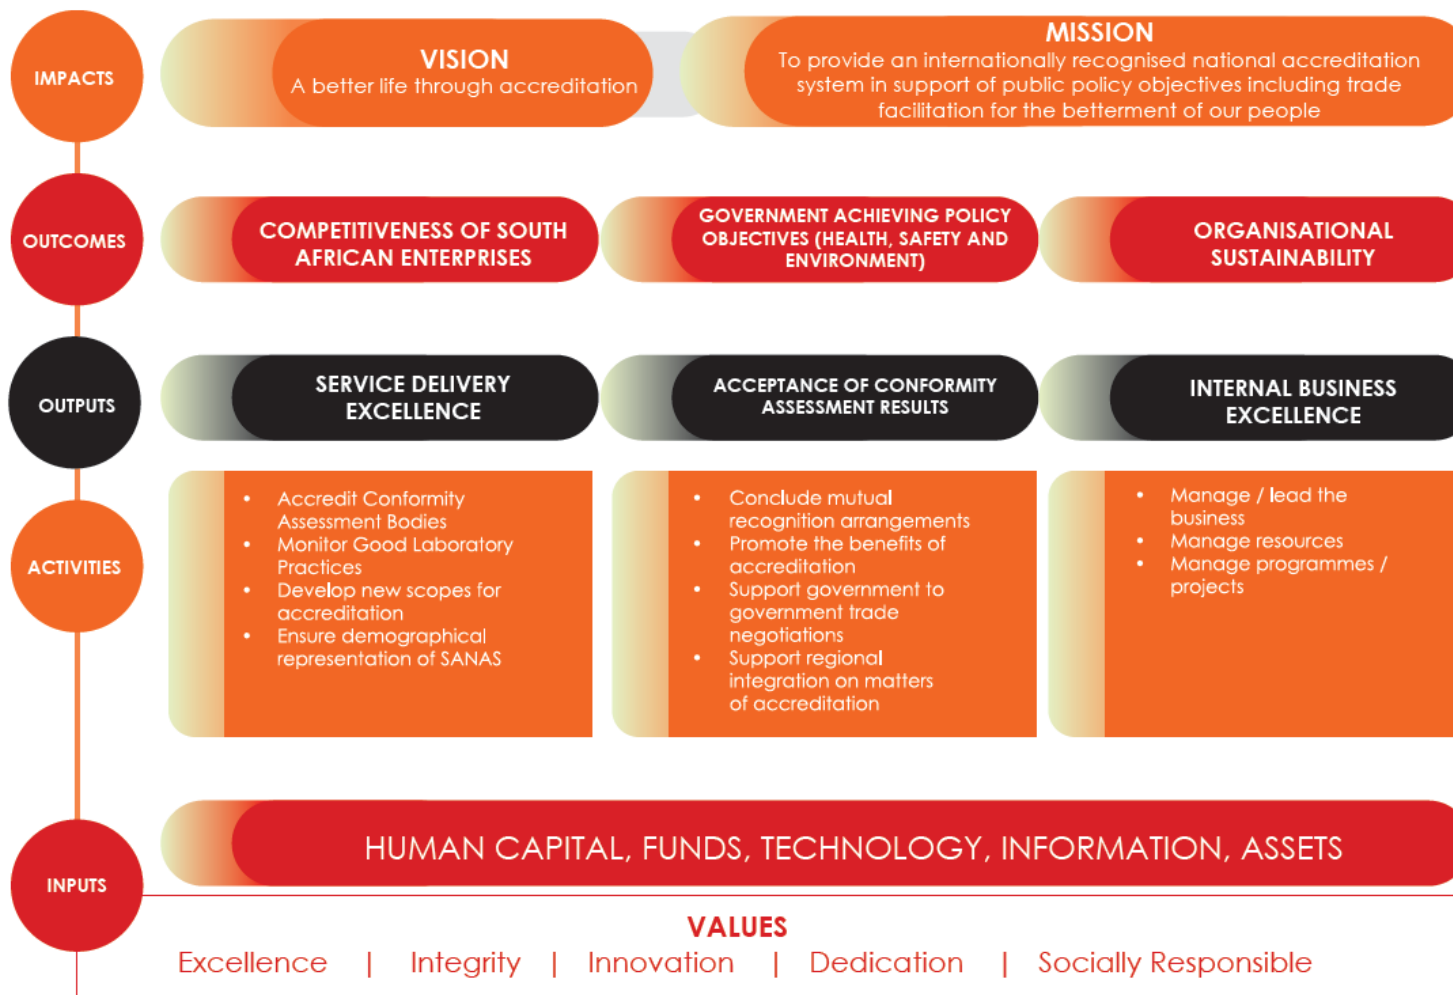 IMPACTS
VISION
A better life through accreditation
MISSION
To provide an internationally recognised national accreditation
system in support of public policy objectives including trade
facilitation for the betterment of our people
OUTCOMES
COMPETITIVENESS OF SOUTH
AFRICAN ENTERPRISES
GOVERNMENT ACHIEVING POLICY
OBJECTIVES (HEALTH, SAFETY AND
ENVIRONMENT)
ORGANISATIONAL
SUSTAINABILITY
OUTPUTS
SERVICE DELIVERY
EXCELLENCE
ACCEPTANCE OF CONFORMITY
ASSESSMENT RESULTS
INTERNAL BUSINESS
EXCELLENCE
ACTIVITIES
• Accredit Conformity
Assessment Bodies
• Monitor Good Laboratory
Practices
• Develop new scopes for
accreditation
• Ensure demographical
representation of SANAS
• Conclude mutual
recognition arrangements
• Promote the benefits of
accreditation
• Support government to
government trade
negotiations
• Support regional
integration on matters
of accreditation
• Manage / lead the
business
• Manage resources
• Manage programmes /
projects
INPUTS
HUMAN CAPITAL, FUNDS, TECHNOLOGY, INFORMATION, ASSETS
VALUES
Excellence | Integrity | Innovation | Dedication | Socially Responsible